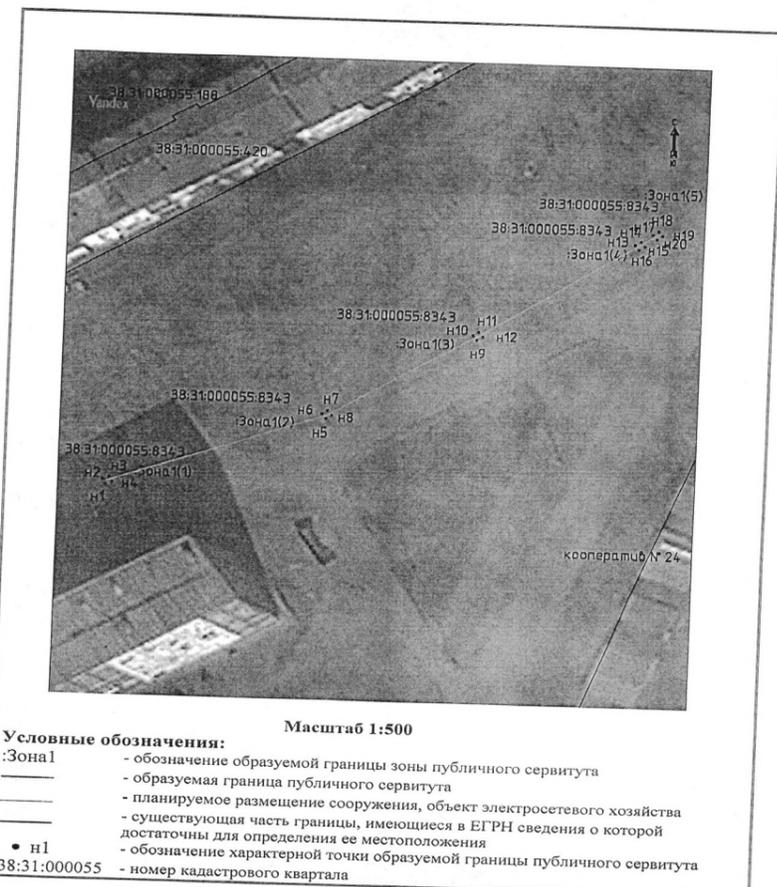 38:31:000055:188
Yandex
38:31:000055:420
:Зона1(5)
38:31:000055:8343
н18
н17
н14
н19
38:31:000055:8343
н13
н20
н15
:Зона1(4)
н16
38:31:000055:8343
н11
н10
н12
:Зона1(3)
н9
38:31:000055:8343
н7
н6
н8
:Зона1(2)
н5
38:31:000055:8343
н3
н2
:Зона1(1)
н4
н1
кооператив N 24
Масштаб 1:500
Условные обозначения:
:Зона1 - обозначение образуемой границы зоны публичного сервитута
- образуемая граница публичного сервитута
- планируемое размещение сооружения, объект электросетевого хозяйства
- существующая часть границы, имеющиеся в ЕГРН сведения о которой
достаточны для определения ее местоположения
• н1 - обозначение характерной точки образуемой границы публичного сервитута
38:31:000055 - номер кадастрового квартала